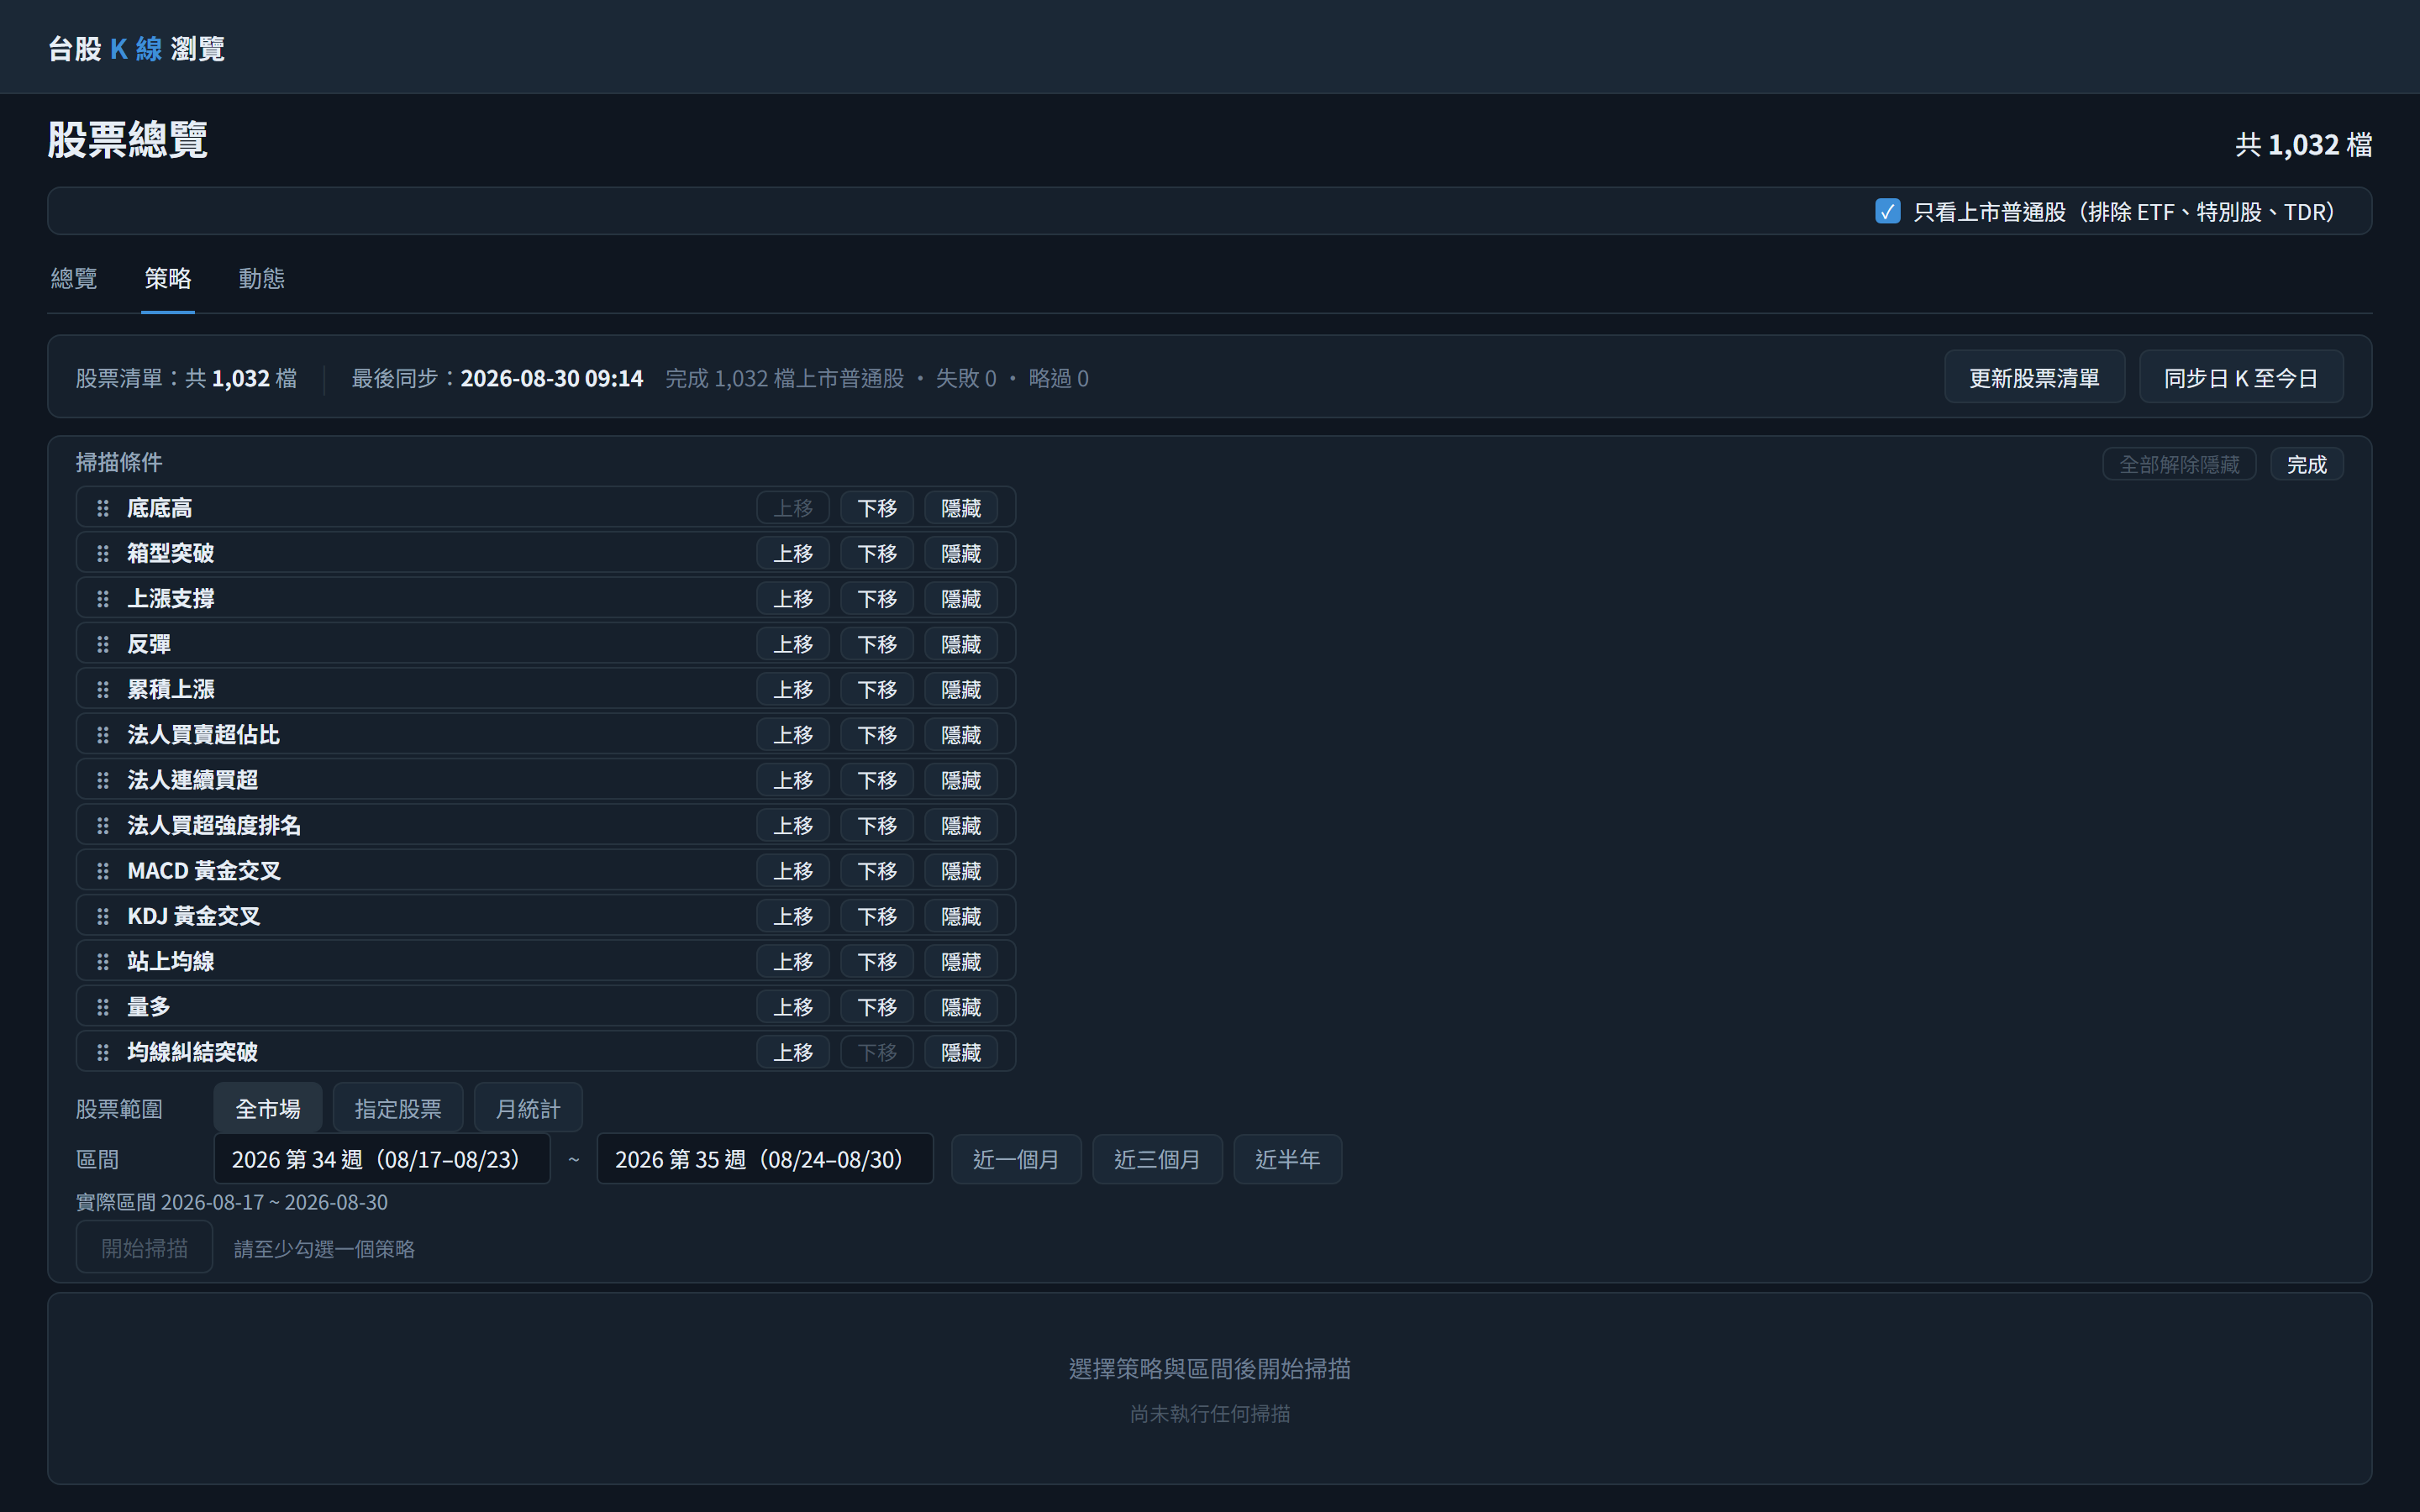 台股 K 線 瀏覽
股票總覽
共 1,032 檔
只看上市普通股（排除 ETF、特別股、TDR）
總覽 策略 動態
股票清單：共 1,032 檔 最後同步：2026-08-30 09:14 完成 1,032 檔上市普通股 · 失敗 0 · 略過 0 更新股票清單 同步日 K 至今日
掃描條件 全部解除隱藏 完成
底底高 上移 下移 隱藏
箱型突破 上移 下移 隱藏
上漲支撐 上移 下移 隱藏
反彈 上移 下移 隱藏
累積上漲 上移 下移 隱藏
法人買賣超佔比 上移 下移 隱藏
法人連續買超 上移 下移 隱藏
法人買超強度排名 上移 下移 隱藏
MACD 黃金交叉 上移 下移 隱藏
KDJ 黃金交叉 上移 下移 隱藏
站上均線 上移 下移 隱藏
量多 上移 下移 隱藏
均線糾結突破 上移 下移 隱藏
股票範圍 全市場 指定股票 月統計
區間 2026 第 34 週（08/17–08/23） ~ 2026 第 35 週（08/24–08/30） 近一個月 近三個月 近半年
實際區間 2026-08-17 ~ 2026-08-30
開始掃描 請至少勾選一個策略
選擇策略與區間後開始掃描
尚未執行任何掃描